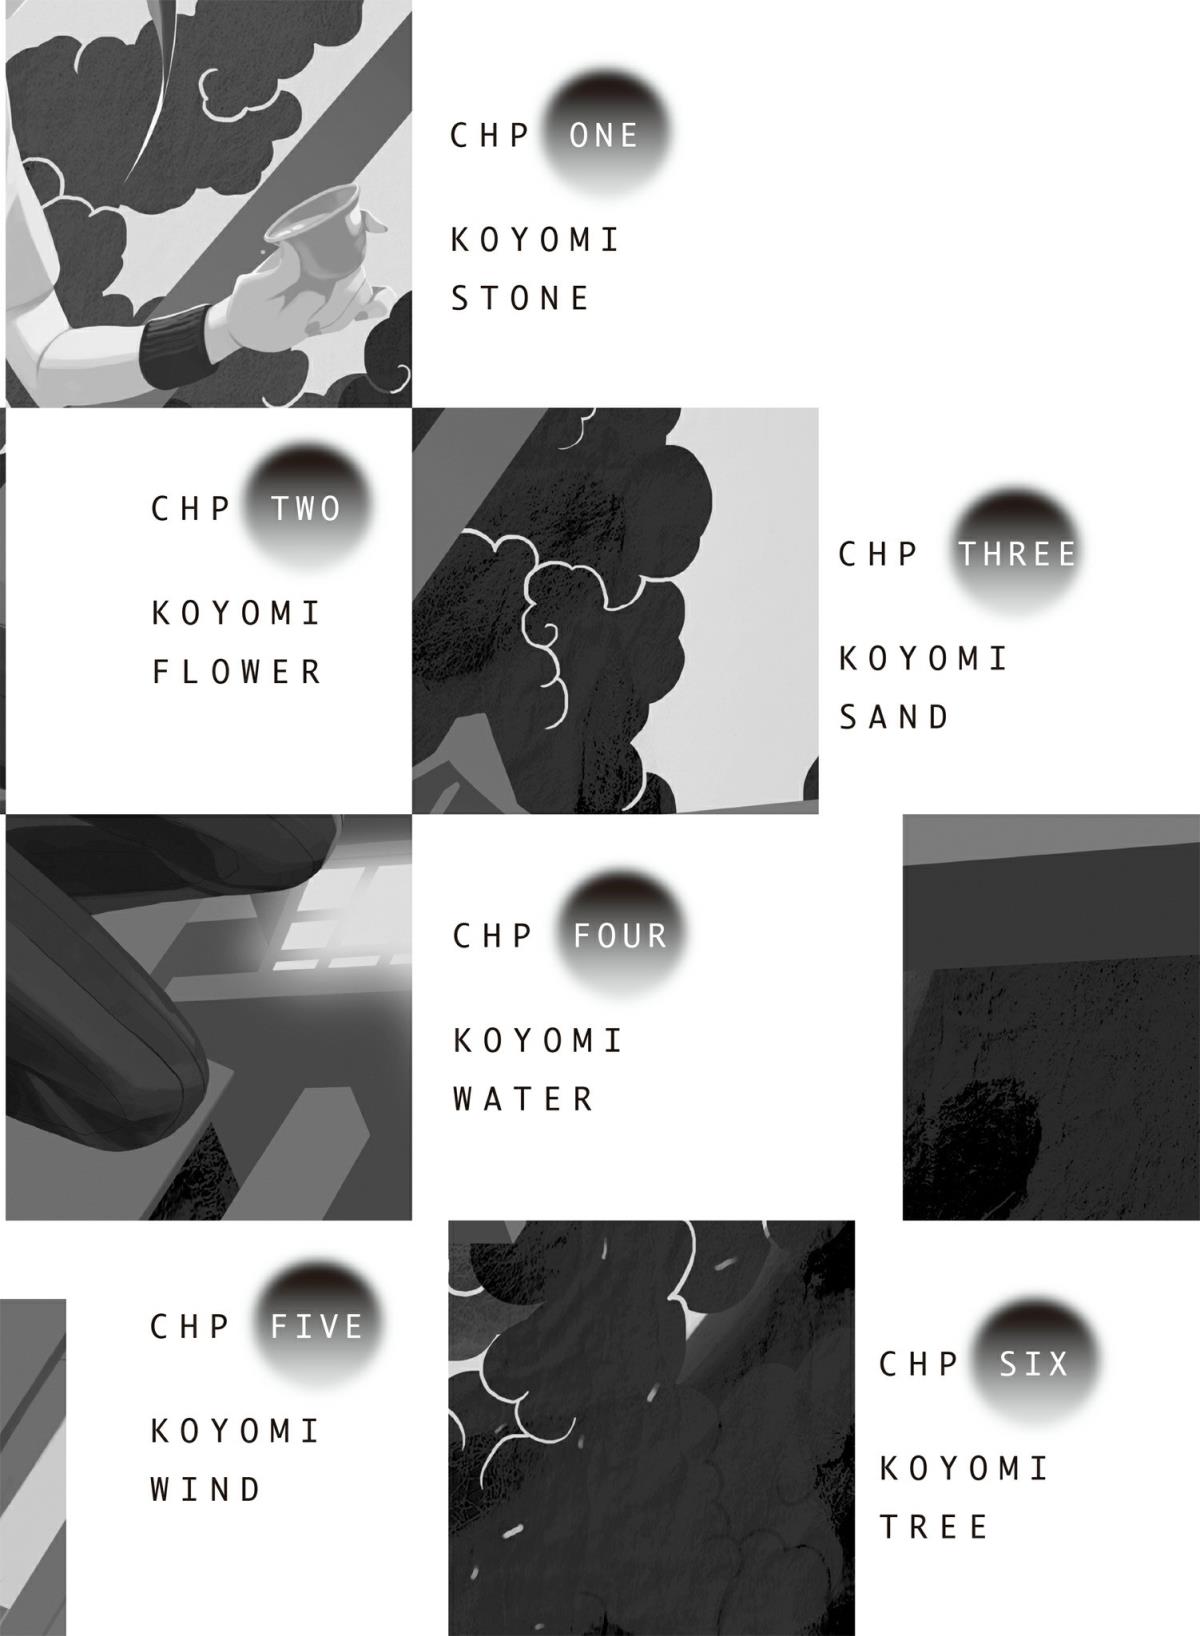 CHP ONE
KOYOMI
STONE
CHP TWO
KOYOMI
FLOWER
CHP THREE
KOYOMI
SAND
CHP FOUR
KOYOMI
WATER
CHP FIVE
KOYOMI
WIND
CHP SIX
KOYOMI
TREE